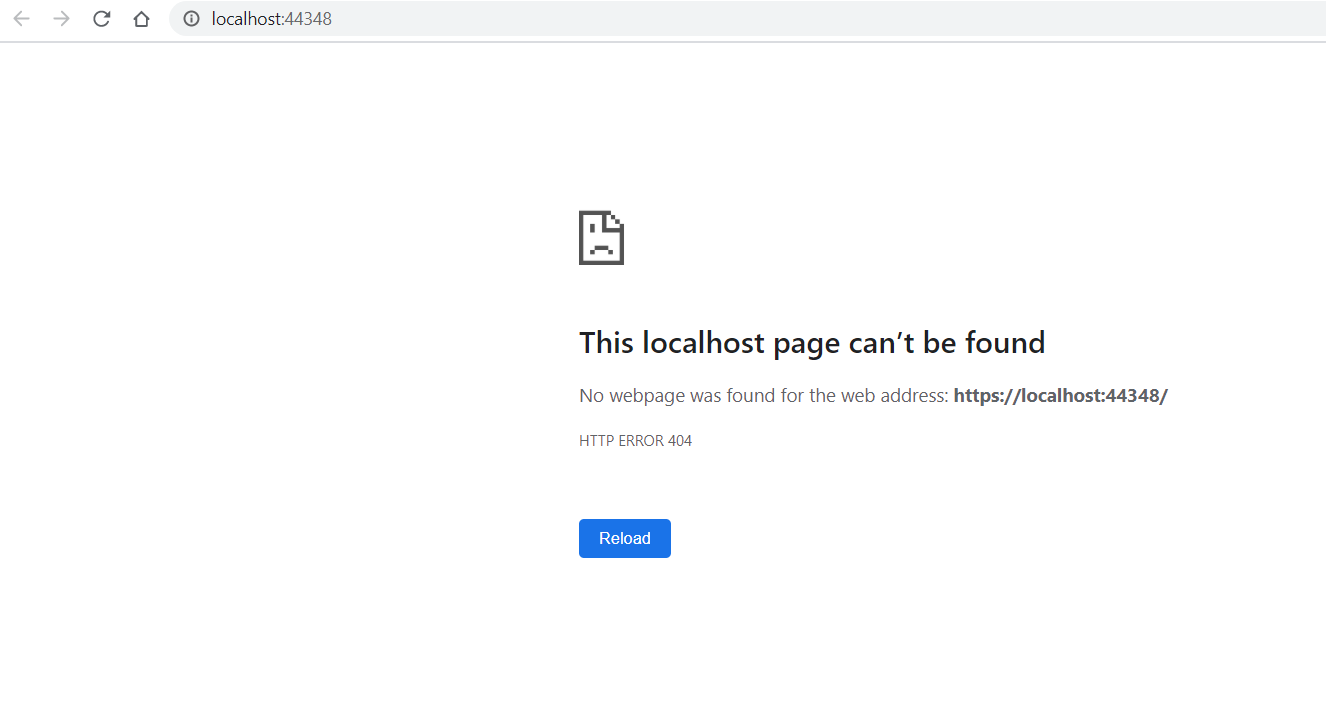 localhost:44348
This localhost page can’t be found
No webpage was found for the web address: https://localhost:44348/
HTTP ERROR 404
Reload